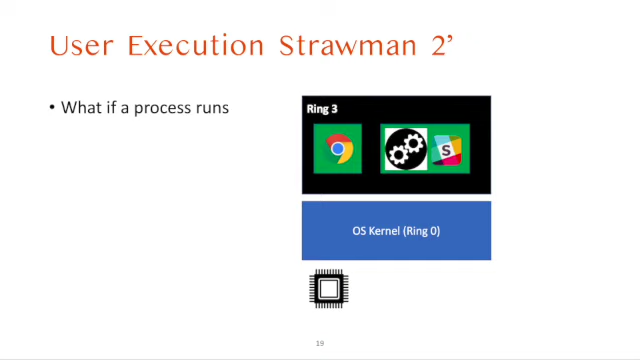 User Execution Strawman 2’
• What if a process runs
Ring 3
S
OS Kernel (Ring 0)
19